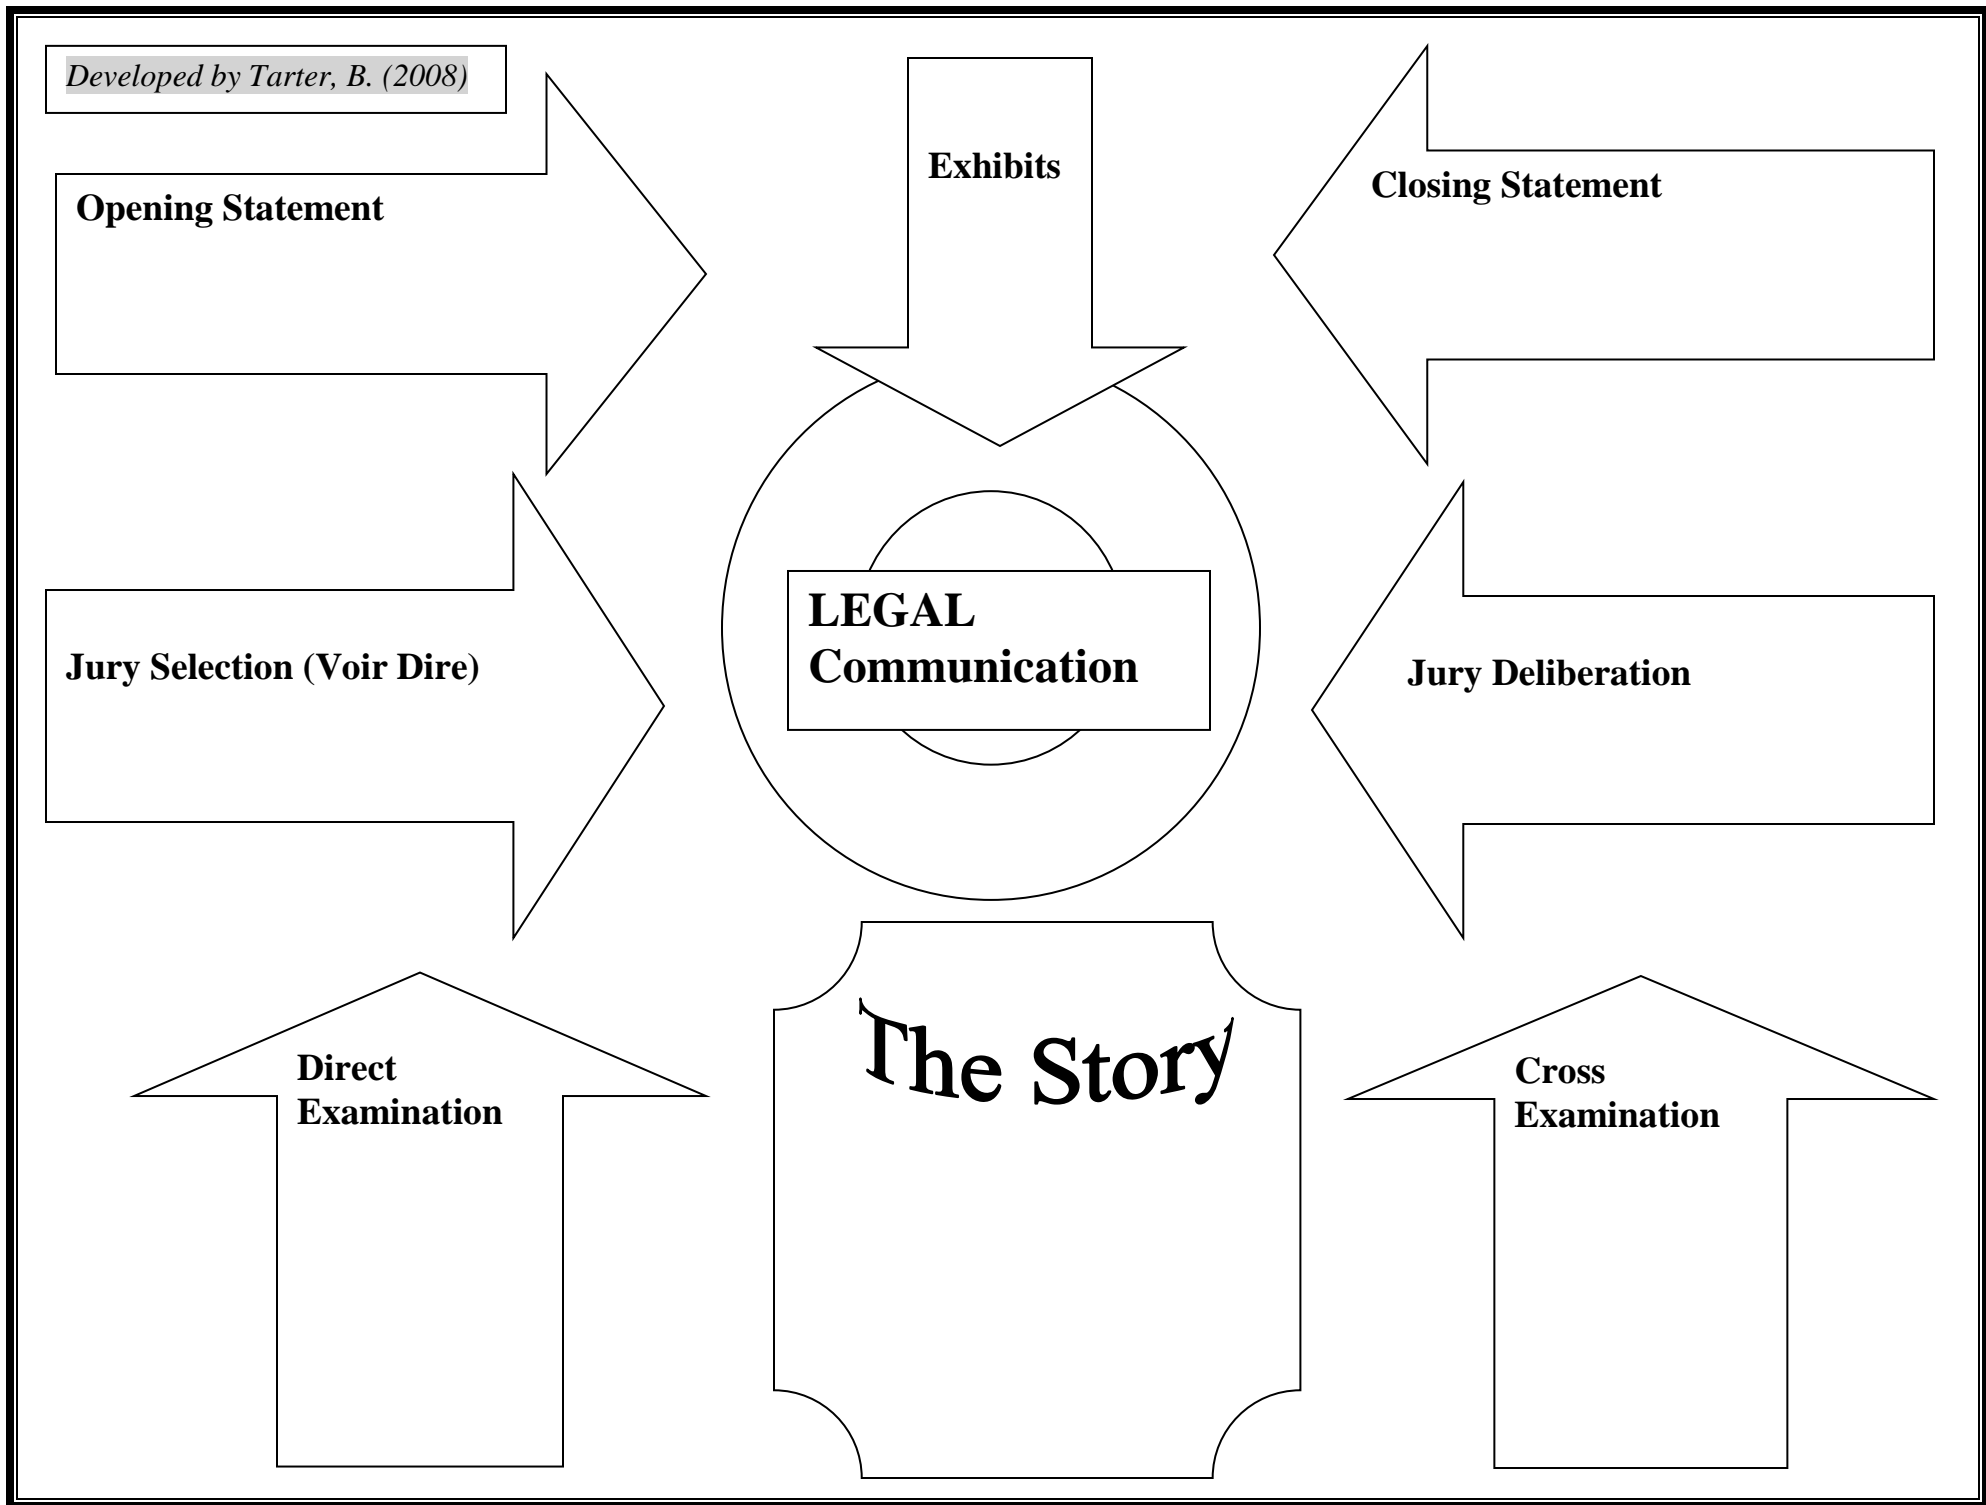 Developed by Tarter, B. (2008)
Exhibits
Closing Statement
Opening Statement
LEGAL
Communication
Jury Selection (Voir Dire)
Jury Deliberation
The Story
Direct
Examination
Cross
Examination